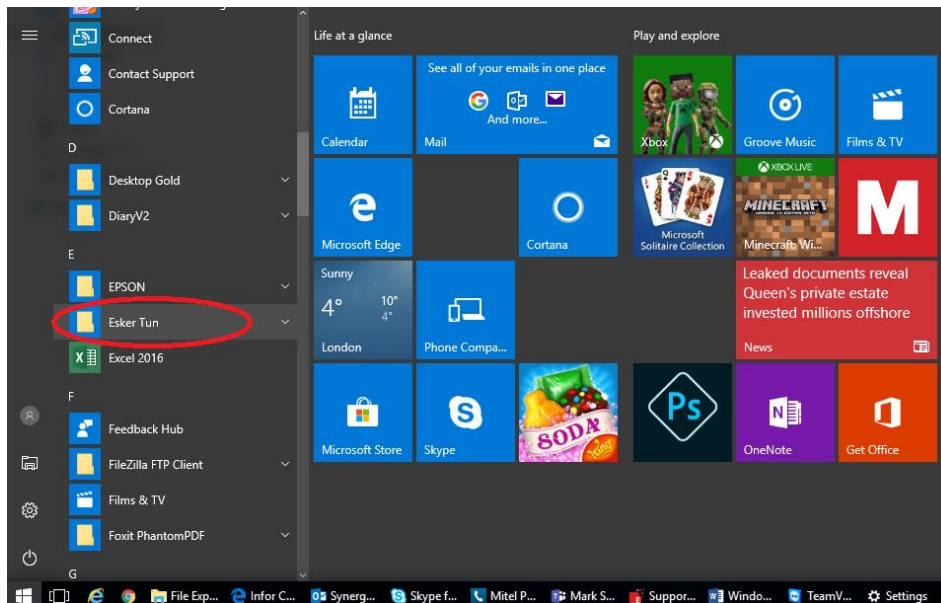 Connect
Contact Support
Cortana
D
Desktop Gold
DiaryV2
E
EPSON
Esker Tun
Excel 2016
F
Feedback Hub
FileZilla FTP Client
Films & TV
Foxit PhantomPDF
G
Life at a glance
Calendar
See all of your emails in one place
And more...
Mail
Microsoft Edge
Cortana
Sunny
4° 10°
4°
London
Phone Compa...
Microsoft Store
Skype
SODA
King
Play and explore
Xbox
Groove Music
Films & TV
Microsoft
Solitaire Collection
XBOX LIVE
MINECRAFT
Minecraft: Wi...
M
Leaked documents reveal
Queen's private estate
invested millions offshore
News
Ps
N
OneNote
Get Office
File Exp...
Infor C...
Synerg...
Skype f...
Mitel P...
Mark S...
Suppor...
Windo...
TeamV...
Settings